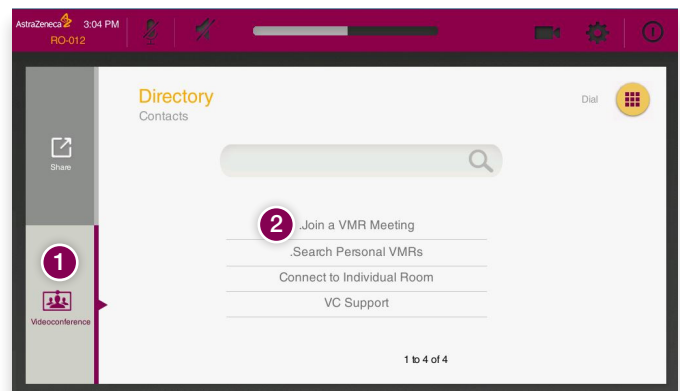 AstraZeneca 3:04 PM
RO-012
Share
1
Videoconference
Directory
Contacts
Dial
2
.Join a VMR Meeting
.Search Personal VMRs
Connect to Individual Room
VC Support
1 to 4 of 4